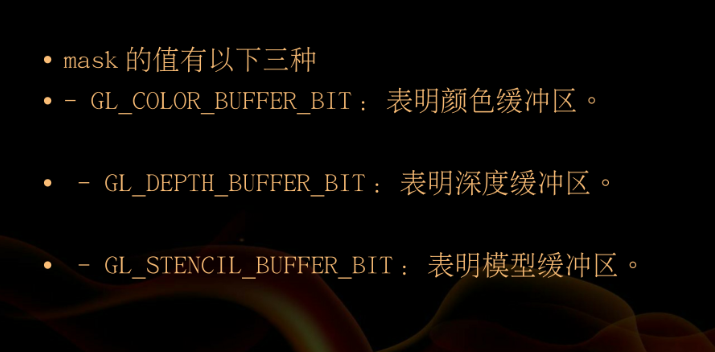 • mask 的值有以下三种
• - GL_COLOR_BUFFER_BIT： 表明颜色缓冲区。
• - GL_DEPTH_BUFFER_BIT： 表明深度缓冲区。
• - GL_STENCIL_BUFFER_BIT： 表明模型缓冲区。